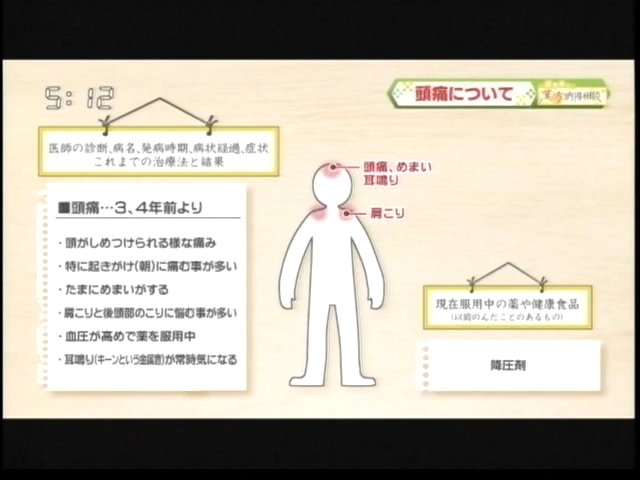 5:12
頭痛について
漢方納得相談
医師の診断、病名、発病時期、病状経過、症状
これまでの治療法と結果
■頭痛…3、4年前より
・頭がしめつけられる様な痛み
・特に起きがけ(朝)に痛む事が多い
・たまにめまいがする
・肩こりと後頭部のこりに悩む事が多い
・血圧が高めで薬を服用中
・耳鳴り(キーンという金属音)が常時気になる
頭痛、めまい
耳鳴り
肩こり
現在服用中の薬や健康食品
(以前のんだことのあるもの)
降圧剤